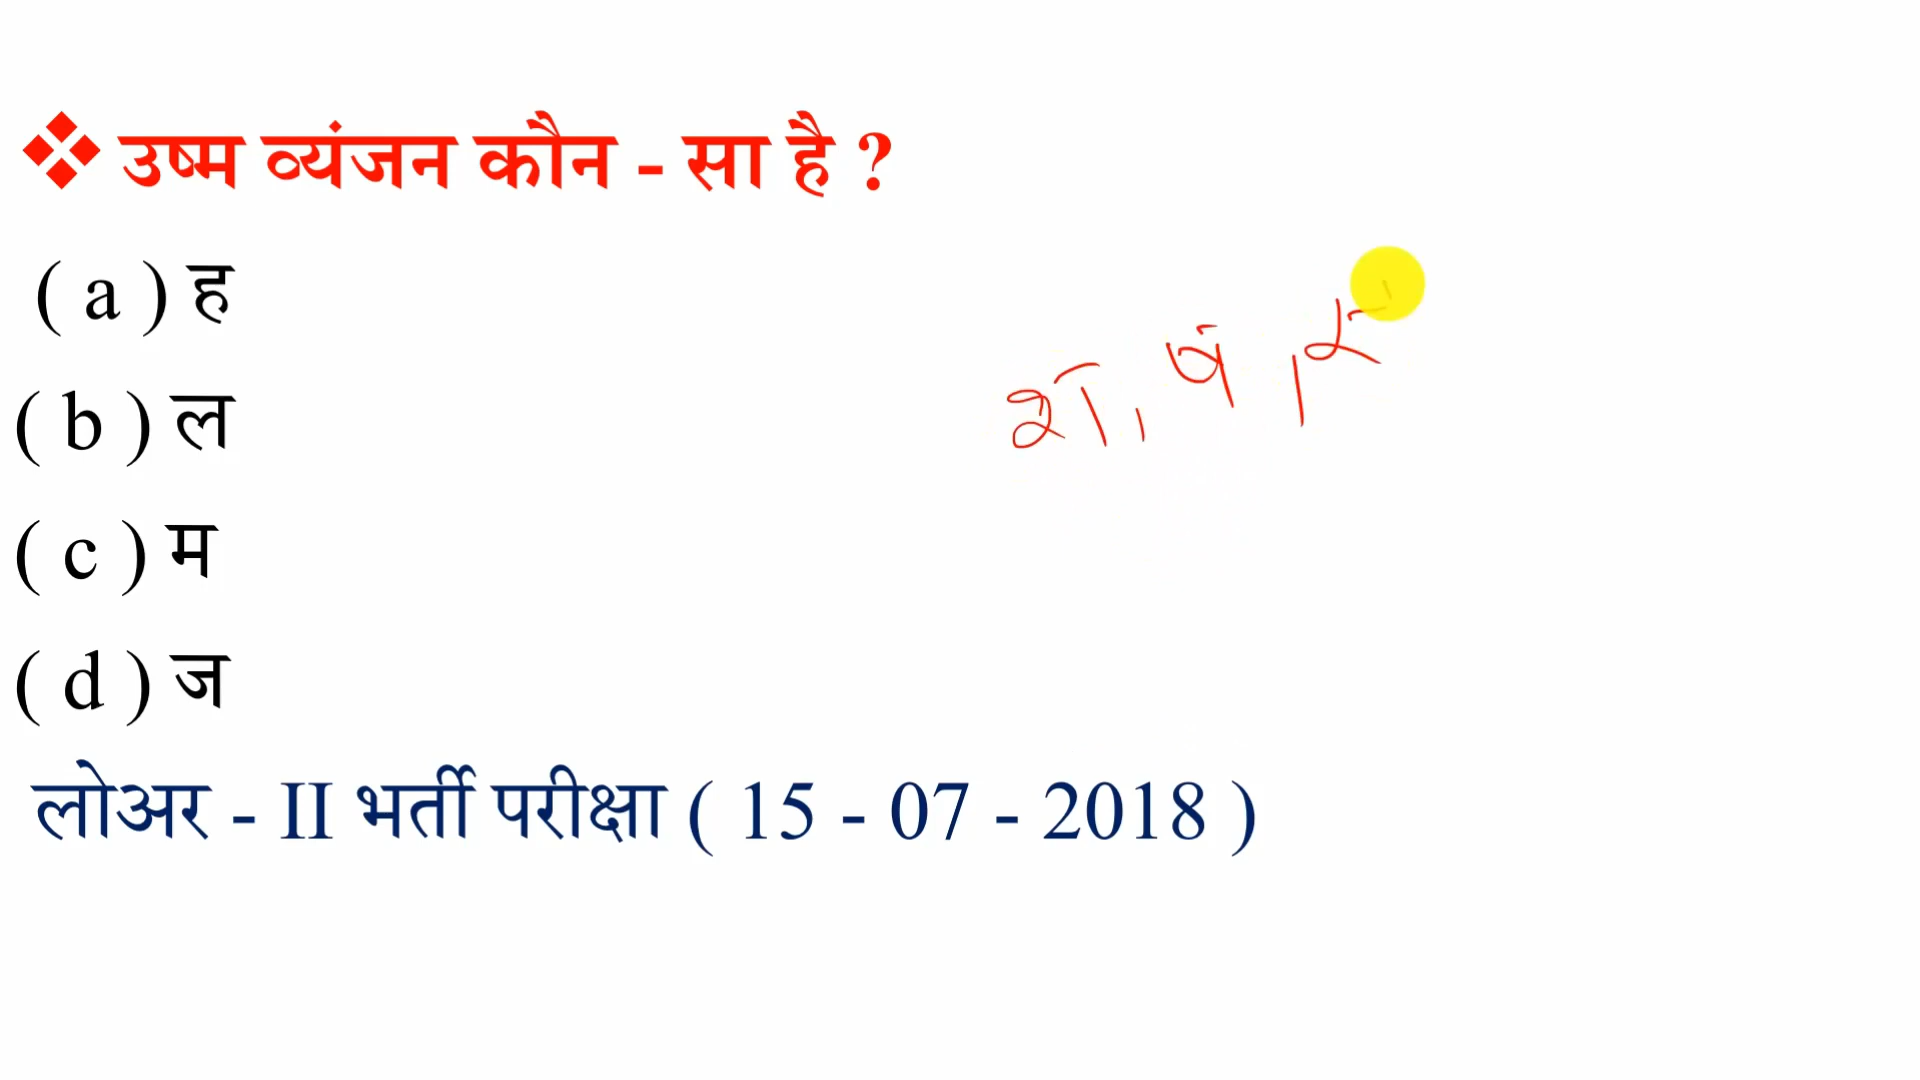 ❖ उष्म व्यंजन कौन - सा है ?
( a ) ह
श, ष, स
( b ) ल
( c ) म
( d ) ज
लोअर - II भर्ती परीक्षा ( 15 - 07 - 2018 )